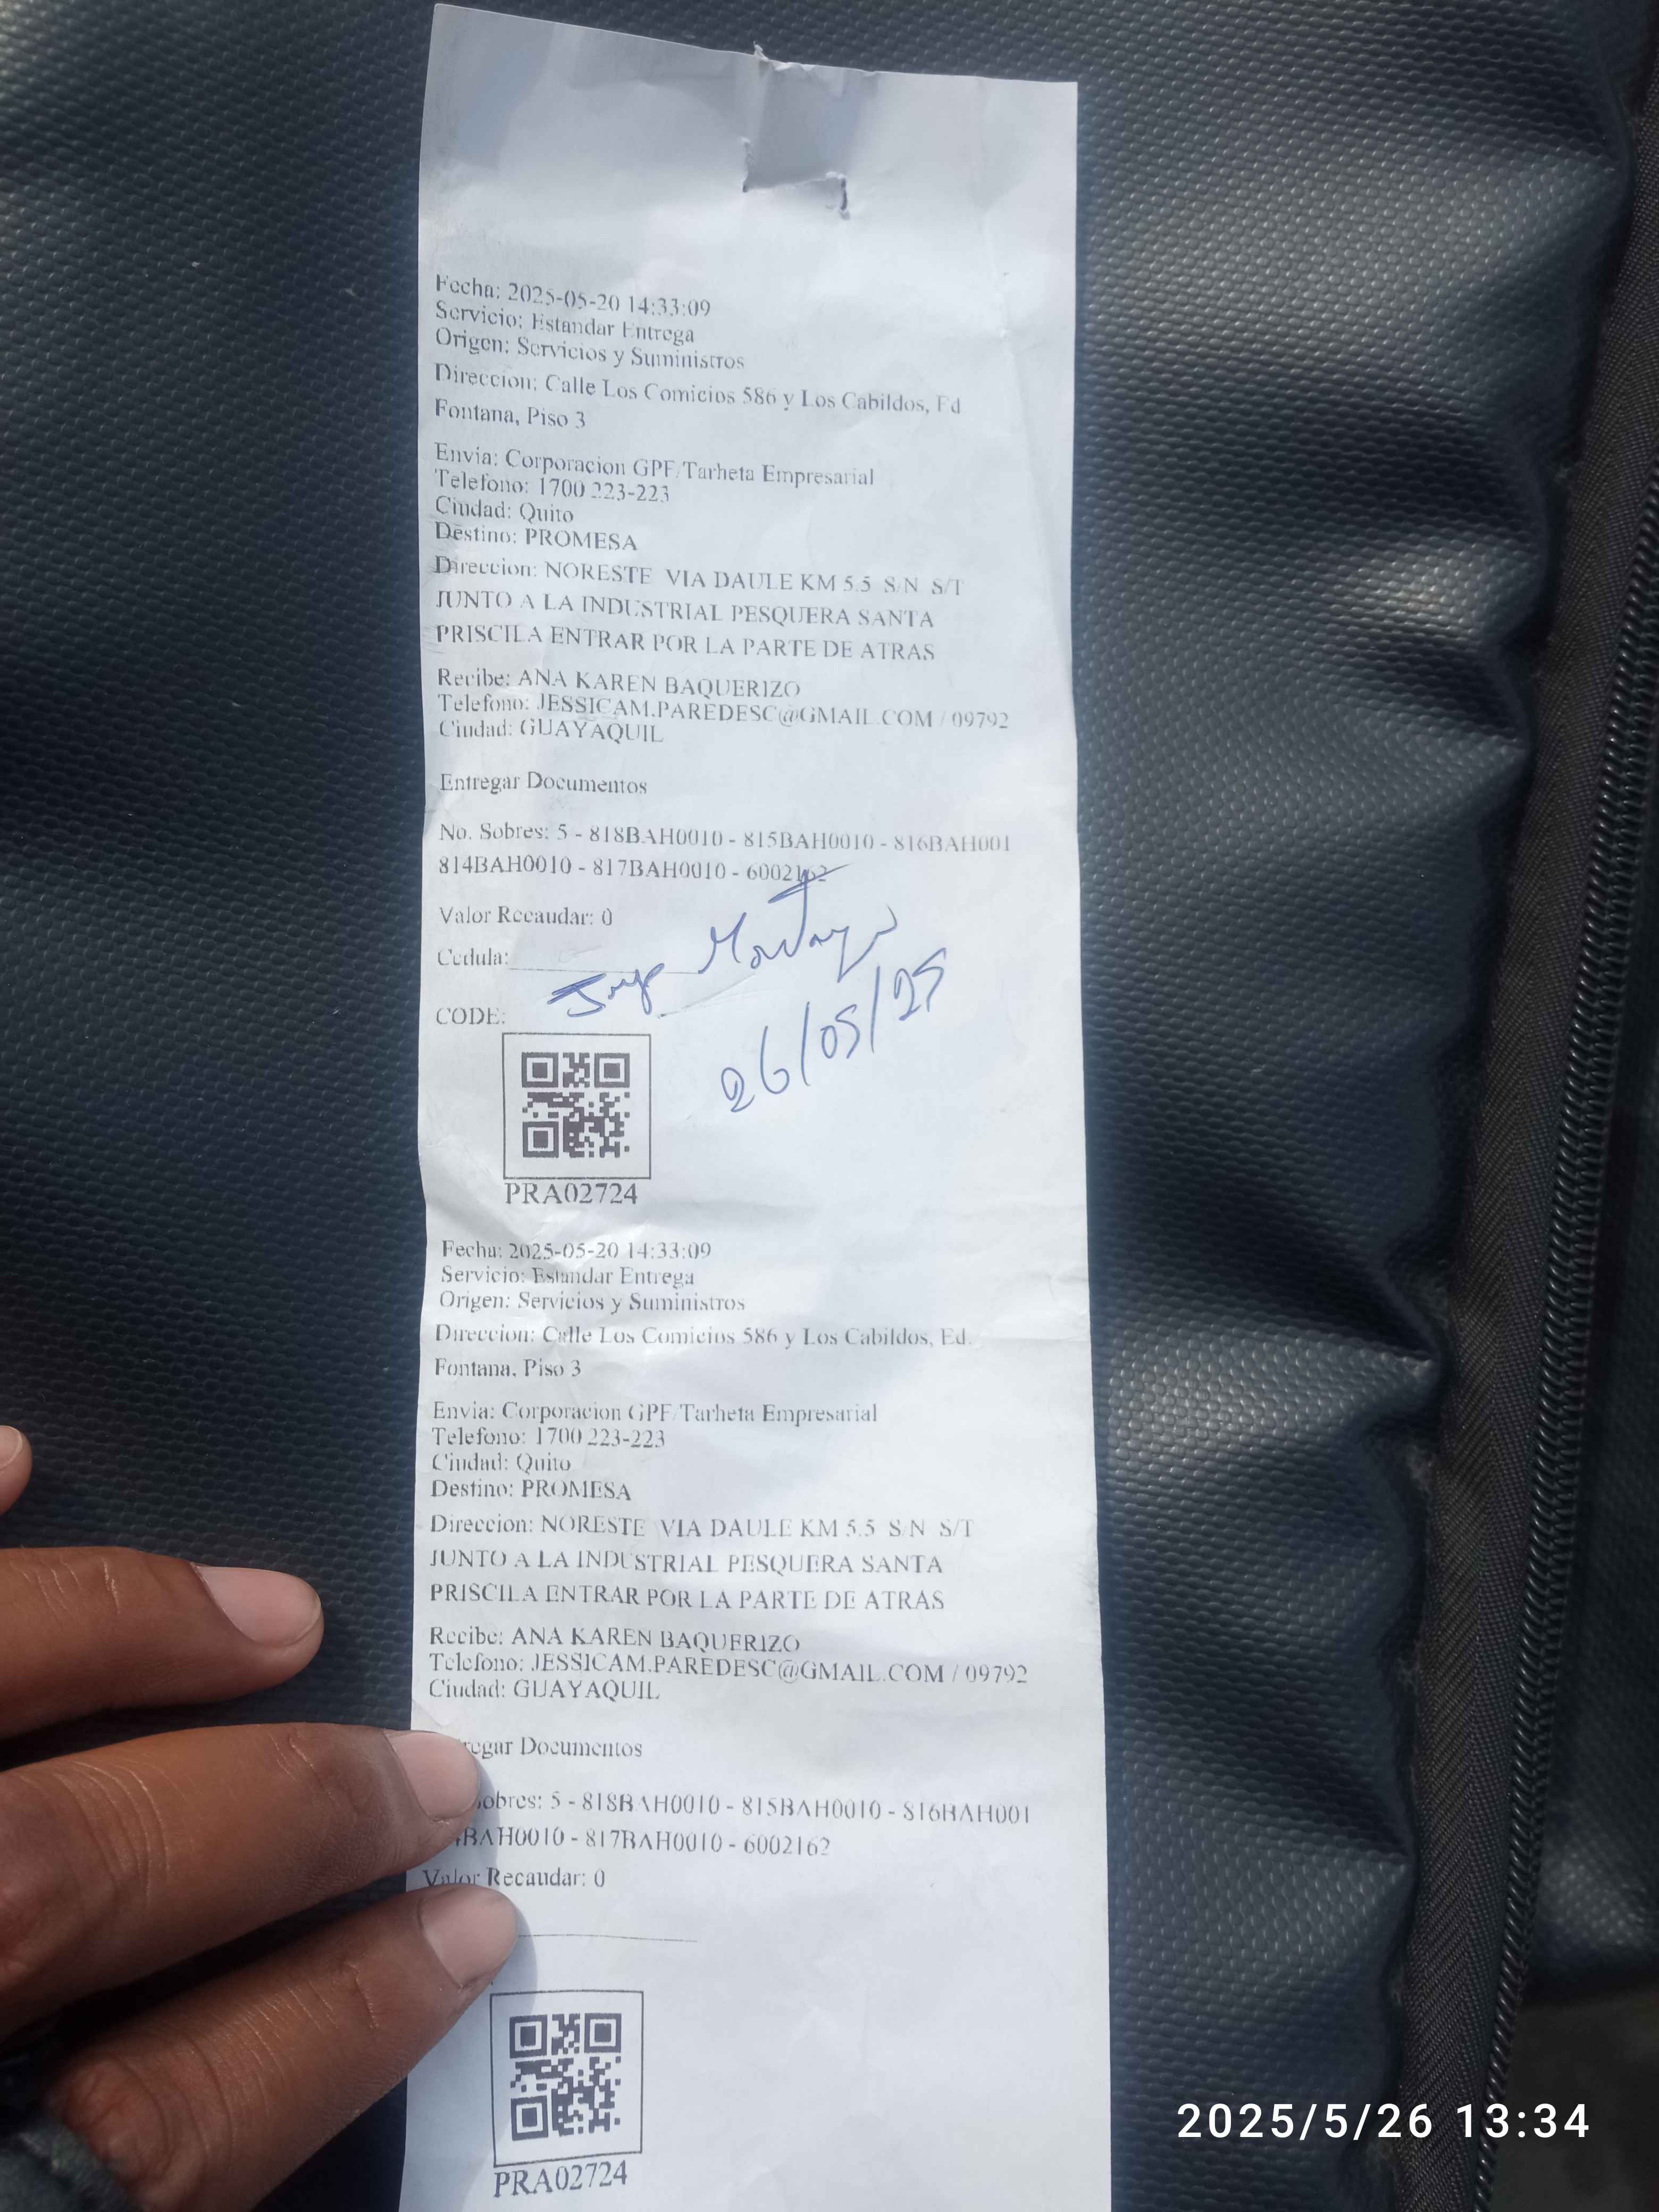 Fecha: 2025-05-20 14:33:09
Servicio: Estandar Entrega
Origen: Servicios y Suministros
Direccion: Calle Los Comicios 586 y Los Cabildos, Ed
Fontana, Piso 3
Envia: Corporacion GPF/Tarheta Empresarial
Telefono: 1700 223-223
Ciudad: Quito
Destino: PROMESA
Direccion: NORESTE VIA DAULE KM 5.5 S/N S/T
JUNTO A LA INDUSTRIAL PESQUERA SANTA
PRISCILA ENTRAR POR LA PARTE DE ATRAS
Recibe: ANA KAREN BAQUERIZO
Telefono: JESSICAM.PAREDESC@GMAIL.COM / 09792
Ciudad: GUAYAQUIL
Entregar Documentos
No. Sobres: 5 - 818BAH0010 - 815BAH0010 - 816BAH001
814BAH0010 - 817BAH0010 - 6002162
Valor Recaudar: 0
Cedula:
CODE:
26/05/25
PRA02724
Fecha: 2025-05-20 14:33:09
Servicio: Estandar Entrega
Origen: Servicios y Suministros
Direccion: Calle Los Comicios 586 y Los Cabildos, Ed.
Fontana, Piso 3
Envia: Corporacion GPF/Tarheta Empresarial
Telefono: 1700 223-223
Ciudad: Quito
Destino: PROMESA
Direccion: NORESTE VIA DAULE KM 5.5 S/N S/T
JUNTO A LA INDUSTRIAL PESQUERA SANTA
PRISCILA ENTRAR POR LA PARTE DE ATRAS
Recibe: ANA KAREN BAQUERIZO
Telefono: JESSICAM.PAREDESC@GMAIL.COM / 09792
Ciudad: GUAYAQUIL
regar Documentos
obres: 5 - 818BAH0010 - 815BAH0010 - 816BAH001
BAH0010 - 817BAH0010 - 6002162
Valor Recaudar: 0
PRA02724
2025/5/26 13:34